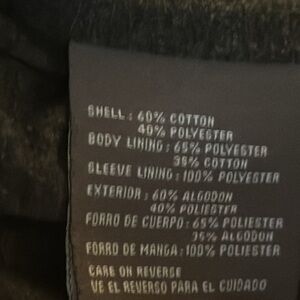 SHELL : 60% COTTON
40% POLYESTER
BODY LINING : 65% POLYESTER
35% COTTON
SLEEVE LINING : 100% POLYESTER
EXTERIOR : 60% ALGODON
40% POLIESTER
FORRO DE CUERPO : 65% POLIESTER
35% ALGODON
FORRO DE MANGA : 100% POLIESTER
CARE ON REVERSE
VE EL REVERSO PARA EL CUIDADO